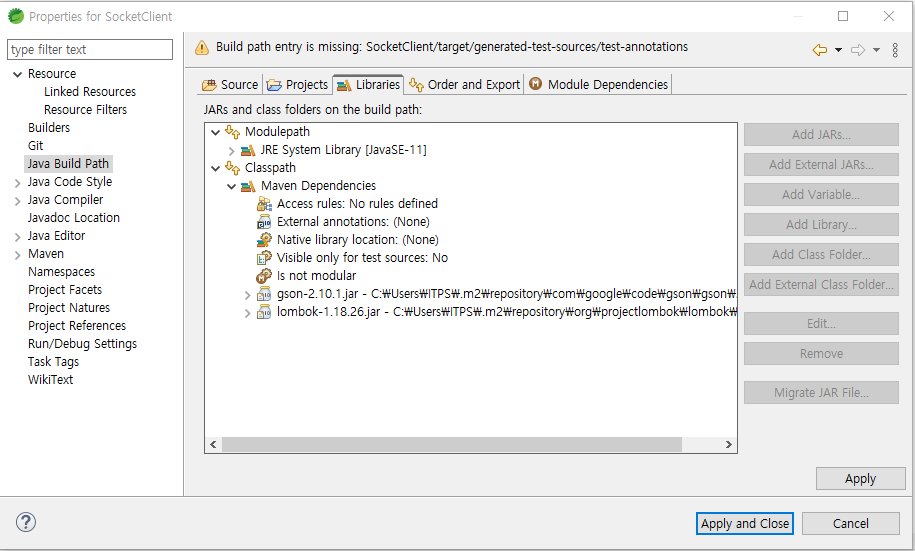 Properties for SocketClient
type filter text
Build path entry is missing: SocketClient/target/generated-test-sources/test-annotations
Resource
Linked Resources
Resource Filters
Builders
Git
Java Build Path
Java Code Style
Java Compiler
Javadoc Location
Java Editor
Maven
Namespaces
Project Facets
Project Natures
Project References
Run/Debug Settings
Task Tags
WikiText
Source
Projects
Libraries
Order and Export
Module Dependencies
JARs and class folders on the build path:
Modulepath
JRE System Library [JavaSE-11]
Classpath
Maven Dependencies
Access rules: No rules defined
External annotations: (None)
Native library location: (None)
Visible only for test sources: No
Is not modular
gson-2.10.1.jar - C:₩Users₩ITPS₩.m2₩repository₩com₩google₩code₩gson₩gson₩.
lombok-1.18.26.jar - C:₩Users₩ITPS₩.m2₩repository₩org₩projectlombok₩lombok₩
Add JARs...
Add External JARs...
Add Variable...
Add Library...
Add Class Folder...
Add External Class Folder...
Edit...
Remove
Migrate JAR File...
Apply
Apply and Close
Cancel